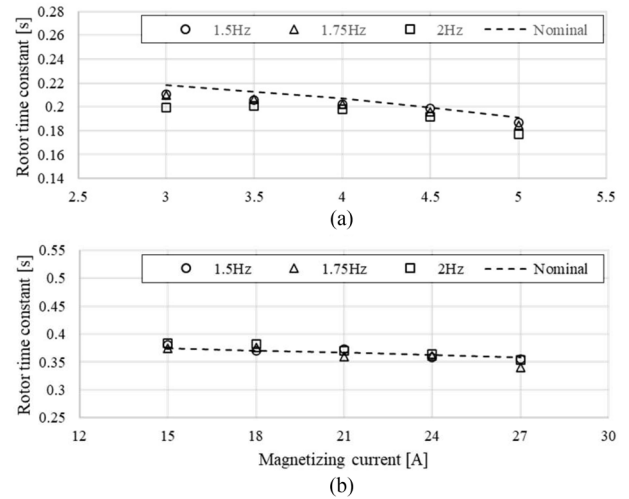 Rotor time constant [s]
0.28
0.26
0.24
0.22
0.2
0.18
0.16
0.14
1.5Hz 1.75Hz 2Hz Nominal
2.5 3 3.5 4 4.5 5 5.5
(a)
Rotor time constant [s]
0.55
0.5
0.45
0.4
0.35
0.3
0.25
1.5Hz 1.75Hz 2Hz Nominal
12 15 18 21 24 27 30
Magnetizing current [A]
(b)